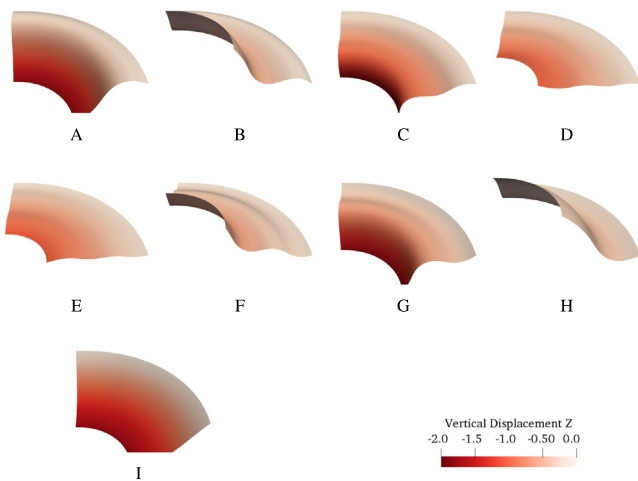 A B C D
E F G H
I
Vertical Displacement Z
-2.0 -1.5 -1.0 -0.50 0.0